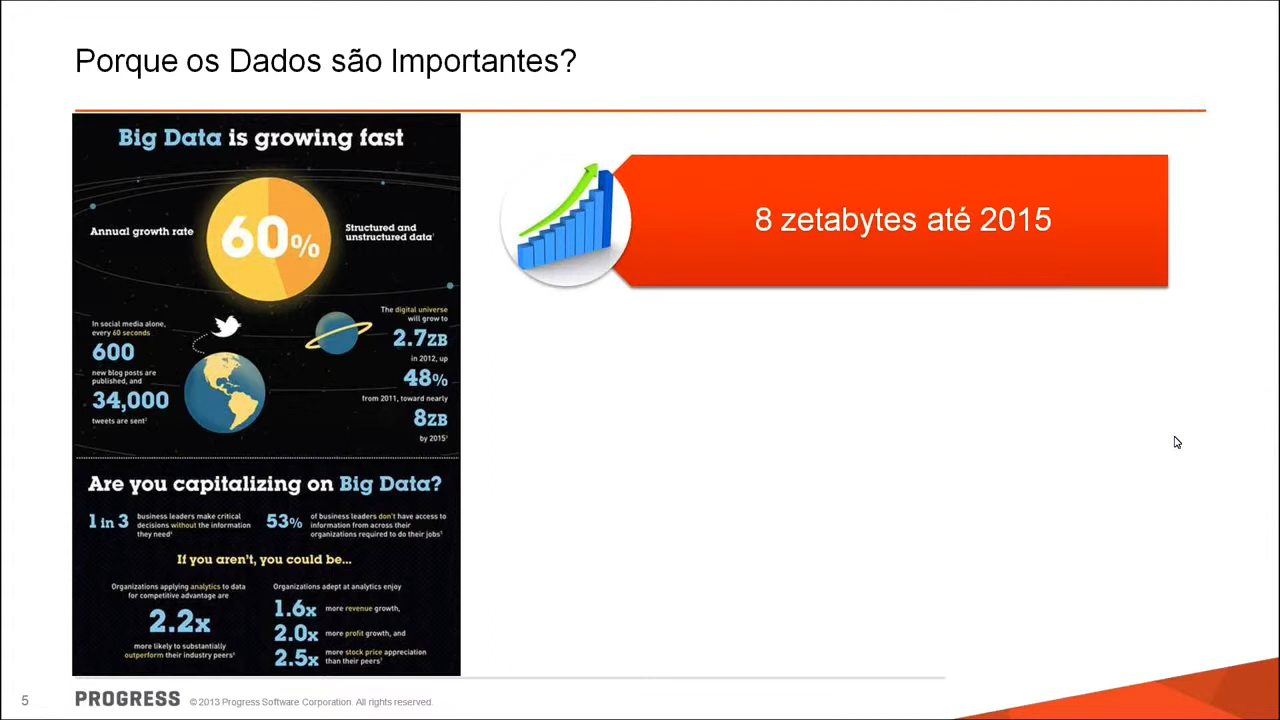 Porque os Dados são Importantes?
Big Data is growing fast
Annual growth rate
60%
Structured and
unstructured data¹
In social media alone,
every 60 seconds
600
new blog posts are
published, and
34,000
tweets are sent²
The digital universe
will grow to
2.7ZB
in 2012, up
48%
from 2011, toward nearly
8ZB
by 2015³
8 zetabytes até 2015
Are you capitalizing on Big Data?
1 in 3
business leaders make critical
decisions without the information
they need⁴
53%
of business leaders don't have access to
information from across their
organizations required to do their jobs⁵
If you aren't, you could be...
Organizations applying analytics to data
for competitive advantage are
2.2x
more likely to substantially
outperform their industry peers⁶
Organizations adept at analytics enjoy
1.6x more revenue growth,
2.0x more profit growth, and
2.5x more stock price appreciation
than their peers⁷
5
PROGRESS
© 2013 Progress Software Corporation. All rights reserved.